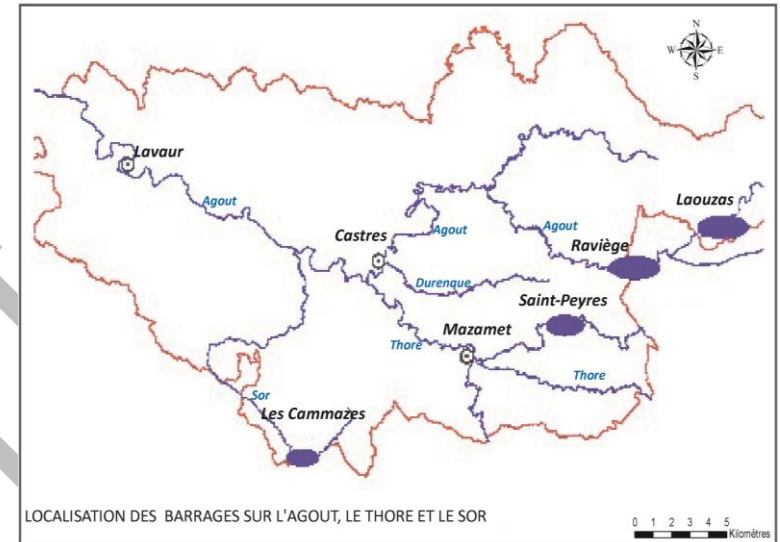 N
W E
S
Lavaur
Agout
Laouzas
Castres
Agout
Agout
Raviège
Durenque
Saint-Peyres
Mazamet
Thore
Thore
Sor
Les Cammazes
LOCALISATION DES BARRAGES SUR L'AGOUT, LE THORE ET LE SOR
0 1 2 3 4 5
Kilomètres